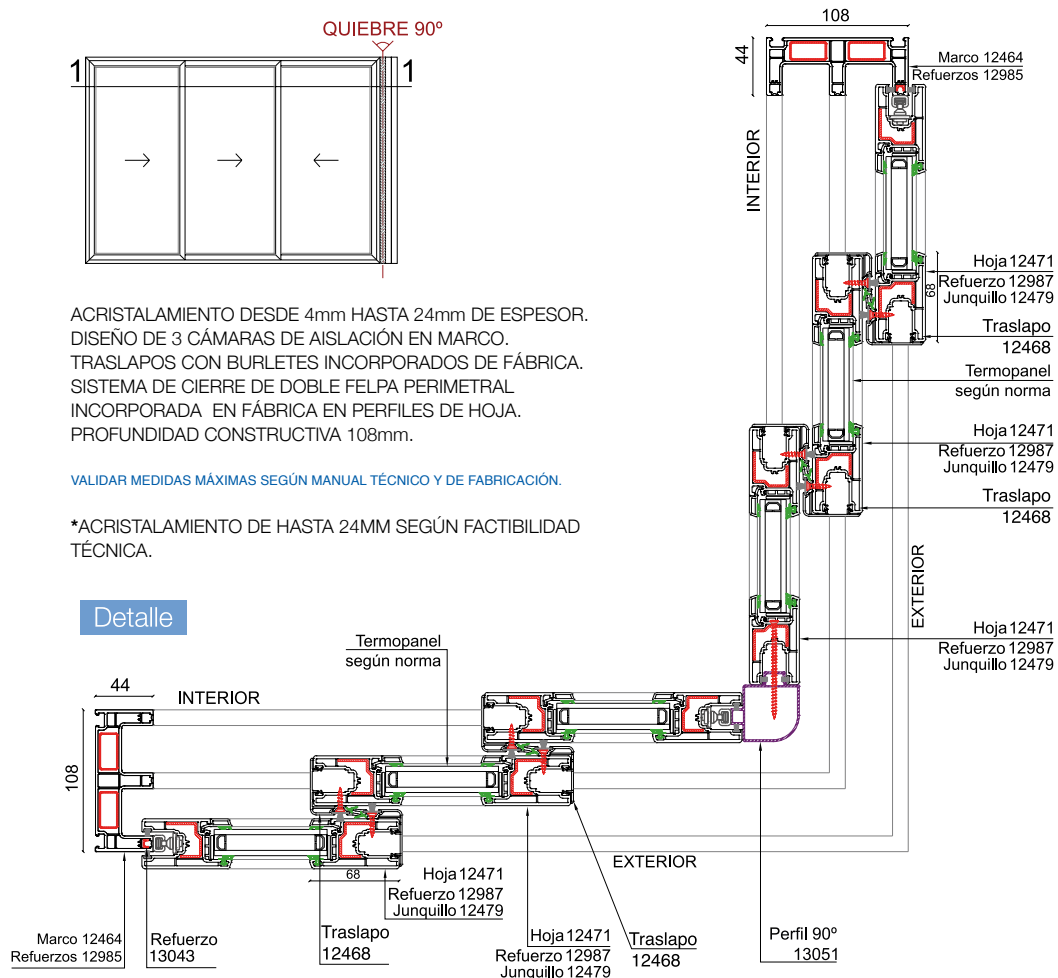 QUIEBRE 90º
1
1
108
44
Marco 12464
Refuerzos 12985
INTERIOR
Hoja 12471
Refuerzo 12987
Junquillo 12479
68
Traslapo
12468
Termopanel
según norma
Hoja 12471
Refuerzo 12987
Junquillo 12479
Traslapo
12468
EXTERIOR
Hoja 12471
Refuerzo 12987
Junquillo 12479
ACRISTALAMIENTO DESDE 4mm HASTA 24mm DE ESPESOR.
DISEÑO DE 3 CÁMARAS DE AISLACIÓN EN MARCO.
TRASLAPOS CON BURLETES INCORPORADOS DE FÁBRICA.
SISTEMA DE CIERRE DE DOBLE FELPA PERIMETRAL
INCORPORADA EN FÁBRICA EN PERFILES DE HOJA.
PROFUNDIDAD CONSTRUCTIVA 108mm.
VALIDAR MEDIDAS MÁXIMAS SEGÚN MANUAL TÉCNICO Y DE FABRICACIÓN.
*ACRISTALAMIENTO DE HASTA 24MM SEGÚN FACTIBILIDAD
TÉCNICA.
Detalle
Termopanel
según norma
44
INTERIOR
108
EXTERIOR
68
Hoja 12471
Refuerzo 12987
Junquillo 12479
Marco 12464
Refuerzos 12985
Refuerzo
13043
Traslapo
12468
Hoja 12471
Refuerzo 12987
Junquillo 12479
Traslapo
12468
Perfil 90º
13051